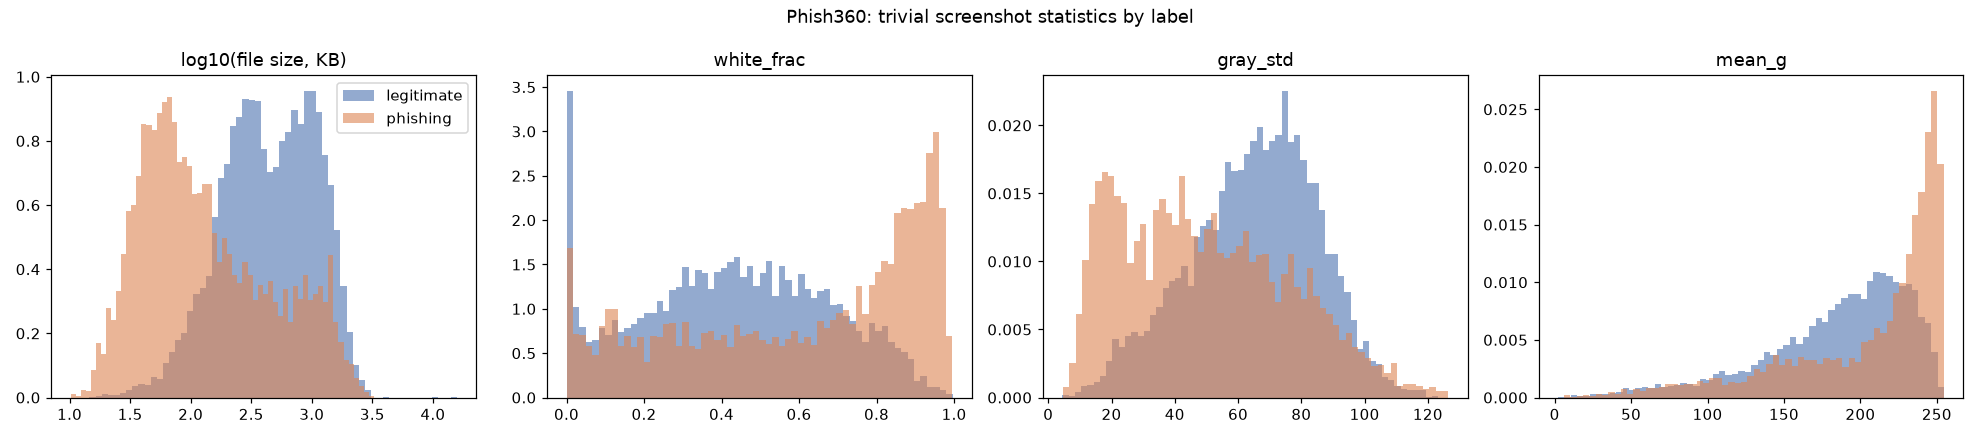 Phish360: trivial screenshot statistics by label
log10(file size, KB)
white_frac
gray_std
mean_g
legitimate
phishing
1.0
0.8
0.6
0.4
0.2
0.0
1.0 1.5 2.0 2.5 3.0 3.5 4.0
3.5
3.0
2.5
2.0
1.5
1.0
0.5
0.0
0.0 0.2 0.4 0.6 0.8 1.0
0.020
0.015
0.010
0.005
0.000
0 20 40 60 80 100 120
0.025
0.020
0.015
0.010
0.005
0.000
0 50 100 150 200 250